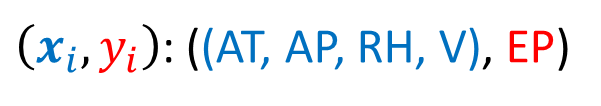 (xᵢ, yᵢ): ((AT, AP, RH, V), EP)